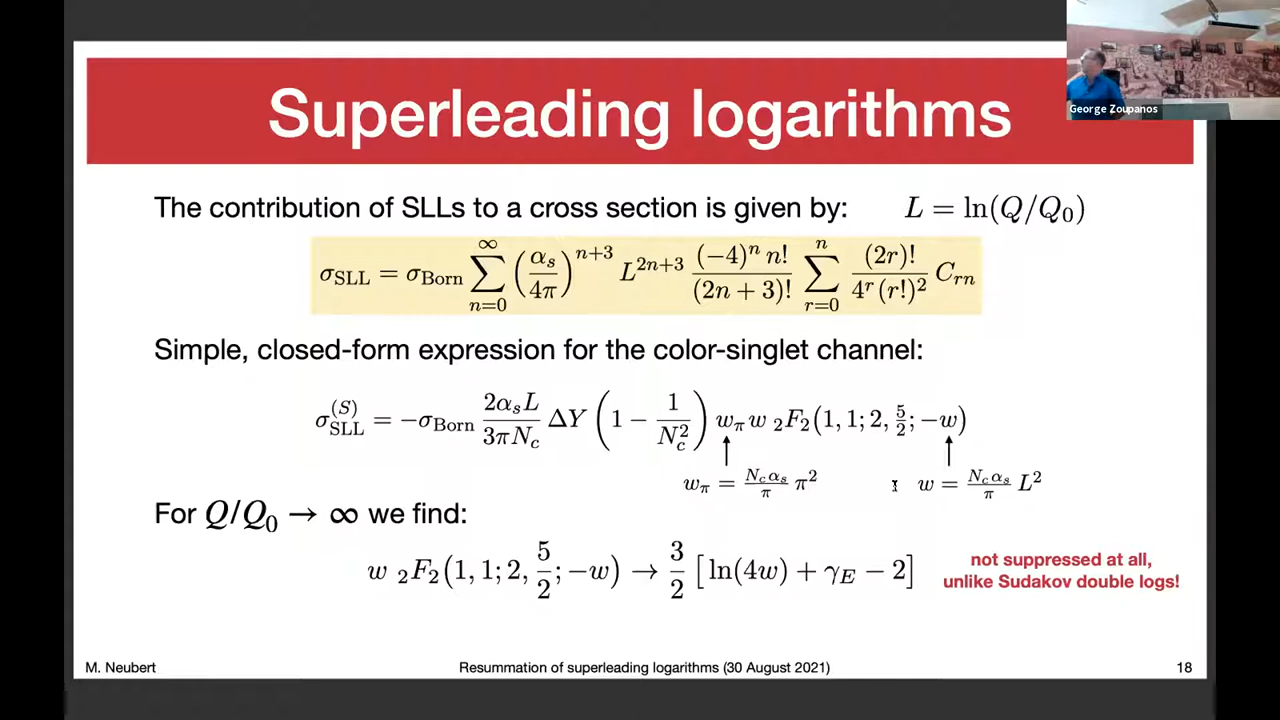 George Zoupanos
Superleading logarithms
The contribution of SLLs to a cross section is given by: L = ln(Q/Q₀)
σ_SLL = σ_Born ∑_{n=0}^{∞} (α_s/4π)^{n+3} L^{2n+3} (−4)^n n!/(2n + 3)! ∑_{r=0}^{n} (2r)!/(4^r (r!)²) C_{rn}
Simple, closed-form expression for the color-singlet channel:
σ_SLL^{(S)} = −σ_Born (2α_s L)/(3πN_c) ΔY (1 − 1/N_c²) w_π w ₂F₂(1, 1; 2, 5/2; −w)
w_π = (N_c α_s/π) π² w = (N_c α_s/π) L²
For Q/Q₀ → ∞ we find:
w ₂F₂(1, 1; 2, 5/2; −w) → 3/2 [ln(4w) + γ_E − 2]
not suppressed at all,
unlike Sudakov double logs!
M. Neubert Resummation of superleading logarithms (30 August 2021) 18